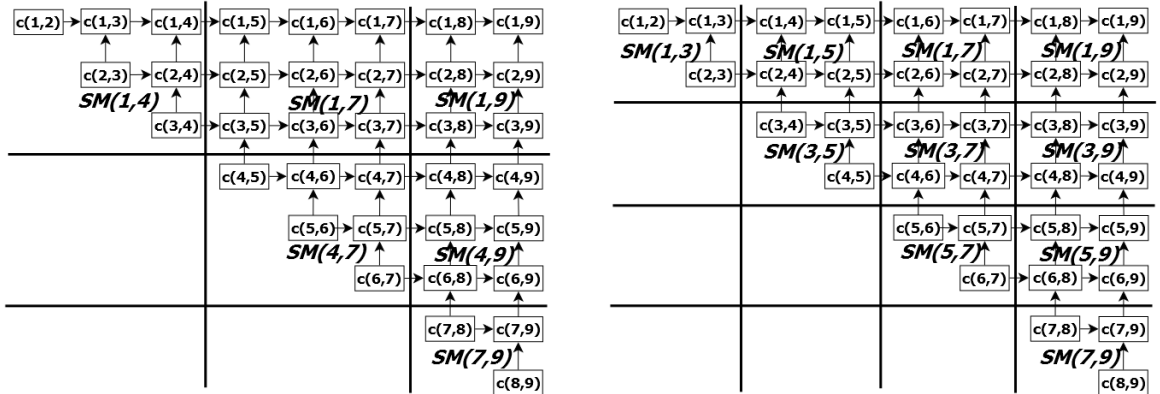 c(1,2) c(1,3) c(1,4) c(1,5) c(1,6) c(1,7) c(1,8) c(1,9)
c(2,3) c(2,4) c(2,5) c(2,6) c(2,7) c(2,8) c(2,9)
SM(1,4) SM(1,7) SM(1,9)
c(3,4) c(3,5) c(3,6) c(3,7) c(3,8) c(3,9)
c(4,5) c(4,6) c(4,7) c(4,8) c(4,9)
c(5,6) c(5,7) c(5,8) c(5,9)
SM(4,7) SM(4,9)
c(6,7) c(6,8) c(6,9)
c(7,8) c(7,9)
SM(7,9)
c(8,9)
c(1,2) c(1,3) c(1,4) c(1,5) c(1,6) c(1,7) c(1,8) c(1,9)
SM(1,3) SM(1,5) SM(1,7) SM(1,9)
c(2,3) c(2,4) c(2,5) c(2,6) c(2,7) c(2,8) c(2,9)
c(3,4) c(3,5) c(3,6) c(3,7) c(3,8) c(3,9)
SM(3,5) SM(3,7) SM(3,9)
c(4,5) c(4,6) c(4,7) c(4,8) c(4,9)
c(5,6) c(5,7) c(5,8) c(5,9)
SM(5,7) SM(5,9)
c(6,7) c(6,8) c(6,9)
c(7,8) c(7,9)
SM(7,9)
c(8,9)